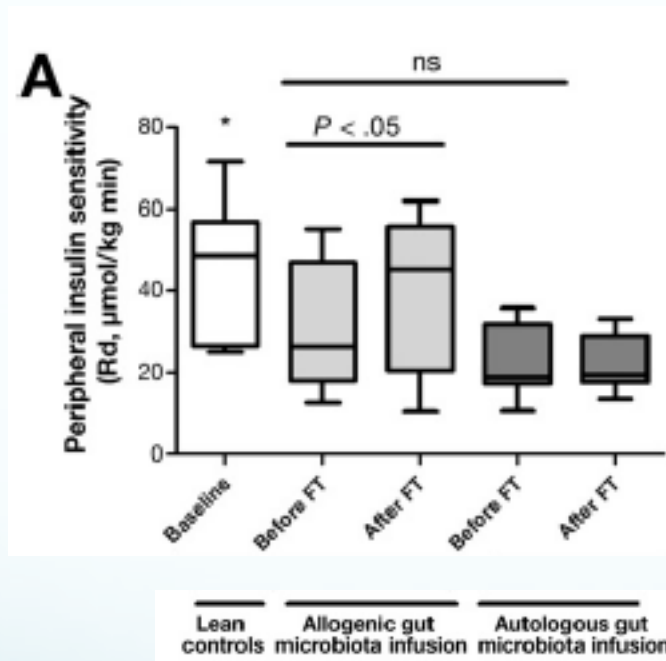 A
ns
P < .05
*
Peripheral insulin sensitivity
(Rd, µmol/kg min)
80
60
40
20
0
Baseline
Before FT
After FT
Before FT
After FT
Lean
controls
Allogenic gut
microbiota infusion
Autologous gut
microbiota infusion